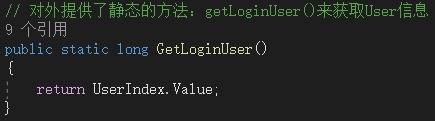 // 对外提供了静态的方法：getLoginUser()来获取User信息
9 个引用
public static long GetLoginUser()
{
return UserIndex.Value;
}